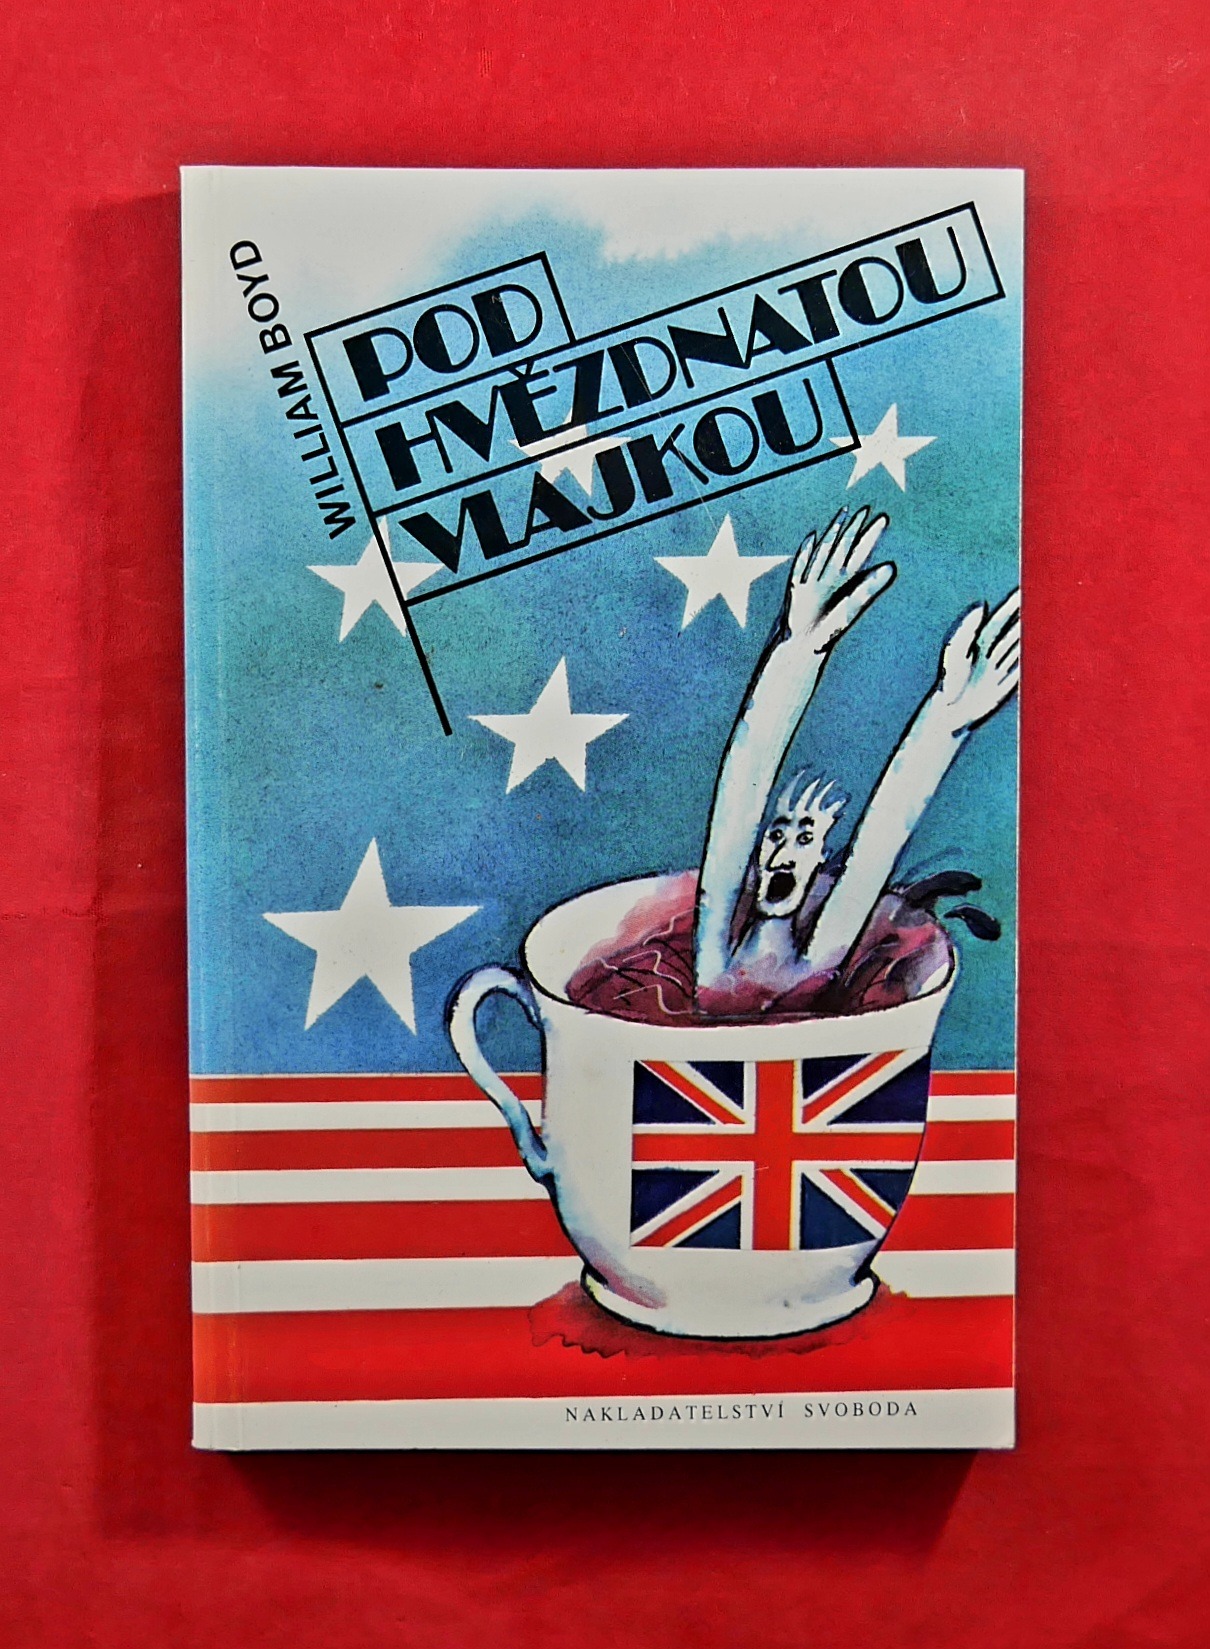 WILLIAM BOYD
POD
HVĚZDNATOU
VLAJKOU
NAKLADATELSTVÍ SVOBODA